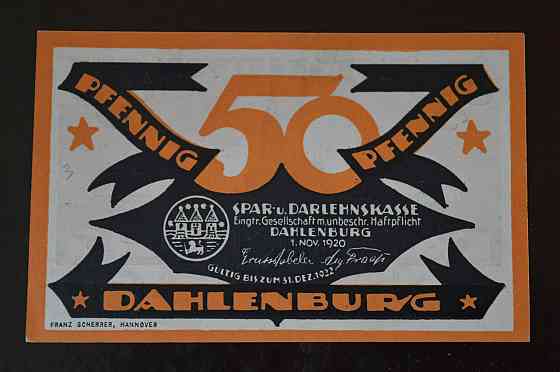 PFENNIG 50 PFENNIG
SPAR- u. DARLEHNSKASSE
Eingtr. Gesellschaft m. unbeschr. Haftpflicht
DAHLENBURG
1. NOV. 1920
GÜLTIG BIS ZUM 31. DEZ. 1922
DAHLENBURG
FRANZ SCHERRER, HANNOVER